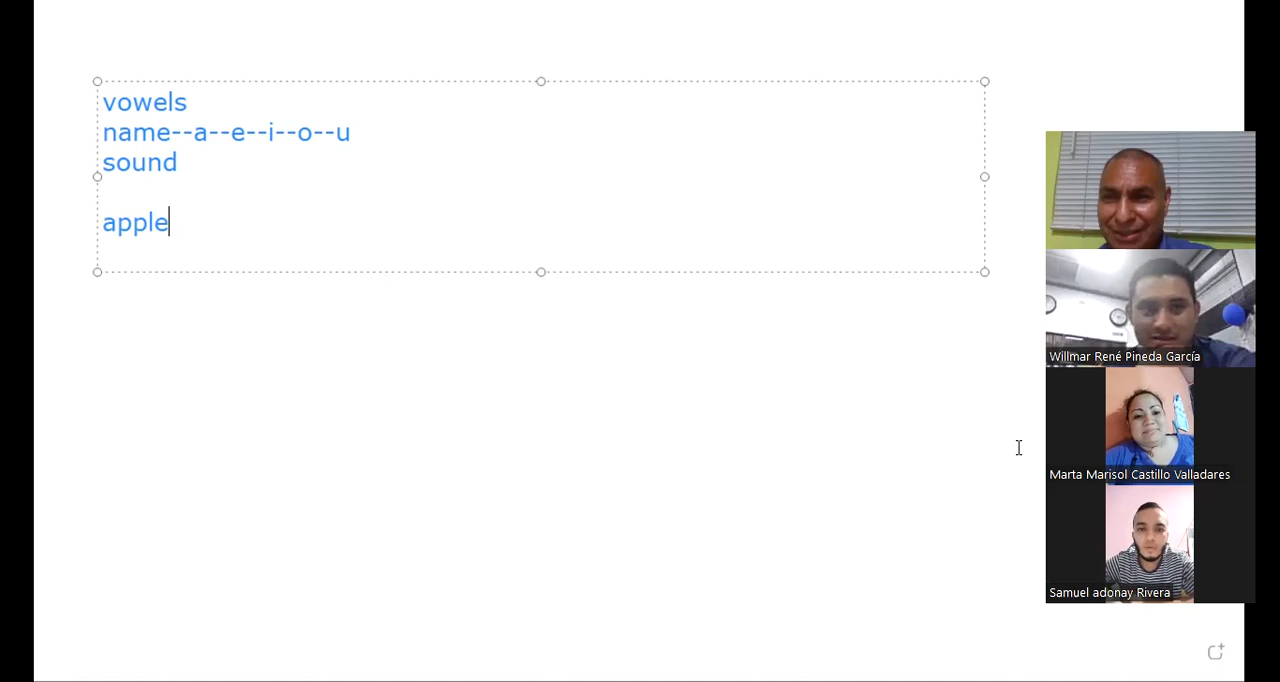 vowels
name--a--e--i--o--u
sound
apple
Willmar René Pineda García
Marta Marisol Castillo Valladares
Samuel adonay Rivera